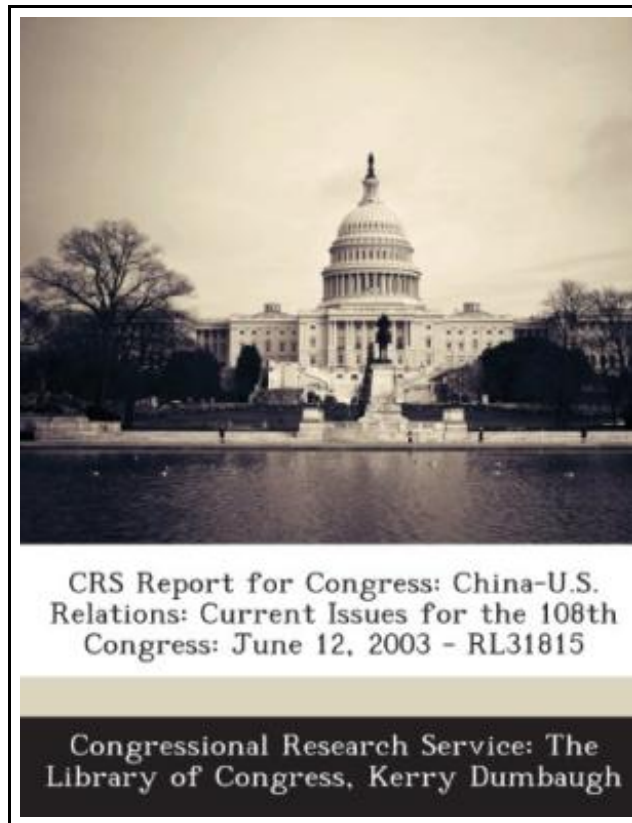 CRS Report for Congress: China-U.S.
Relations: Current Issues for the 108th
Congress: June 12, 2003 - RL31815
Congressional Research Service: The
Library of Congress, Kerry Dumbaugh